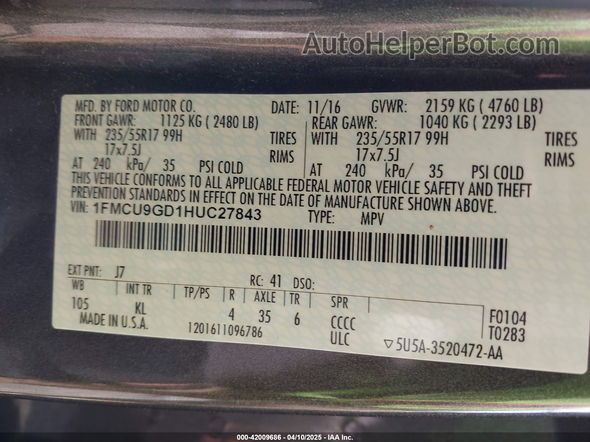 AutoHelperBot.com
MFD. BY FORD MOTOR CO. DATE: 11/16 GVWR: 2159 KG ( 4760 LB)
FRONT GAWR: 1125 KG ( 2480 LB) REAR GAWR: 1040 KG ( 2293 LB)
WITH 235/55R17 99H TIRES WITH 235/55R17 99H TIRES
17x7.5J RIMS 17x7.5J RIMS
AT 240 kPa/ 35 PSI COLD AT 240 kPa/ 35 PSI COLD
THIS VEHICLE CONFORMS TO ALL APPLICABLE FEDERAL MOTOR VEHICLE SAFETY AND THEFT
PREVENTION STANDARDS IN EFFECT ON THE DATE OF MANUFACTURE SHOWN ABOVE.
VIN: 1FMCU9GD1HUC27843 TYPE: MPV
EXT PNT: J7 RC: 41 DSO:
WB INT TR TP/PS R AXLE TR SPR
105 KL 4 35 6 CCCC F0104
MADE IN U.S.A. 1201611096786 ULC T0283
▽5U5A-3520472-AA
000-42009686 - 04/10/2025 - IAA Inc.